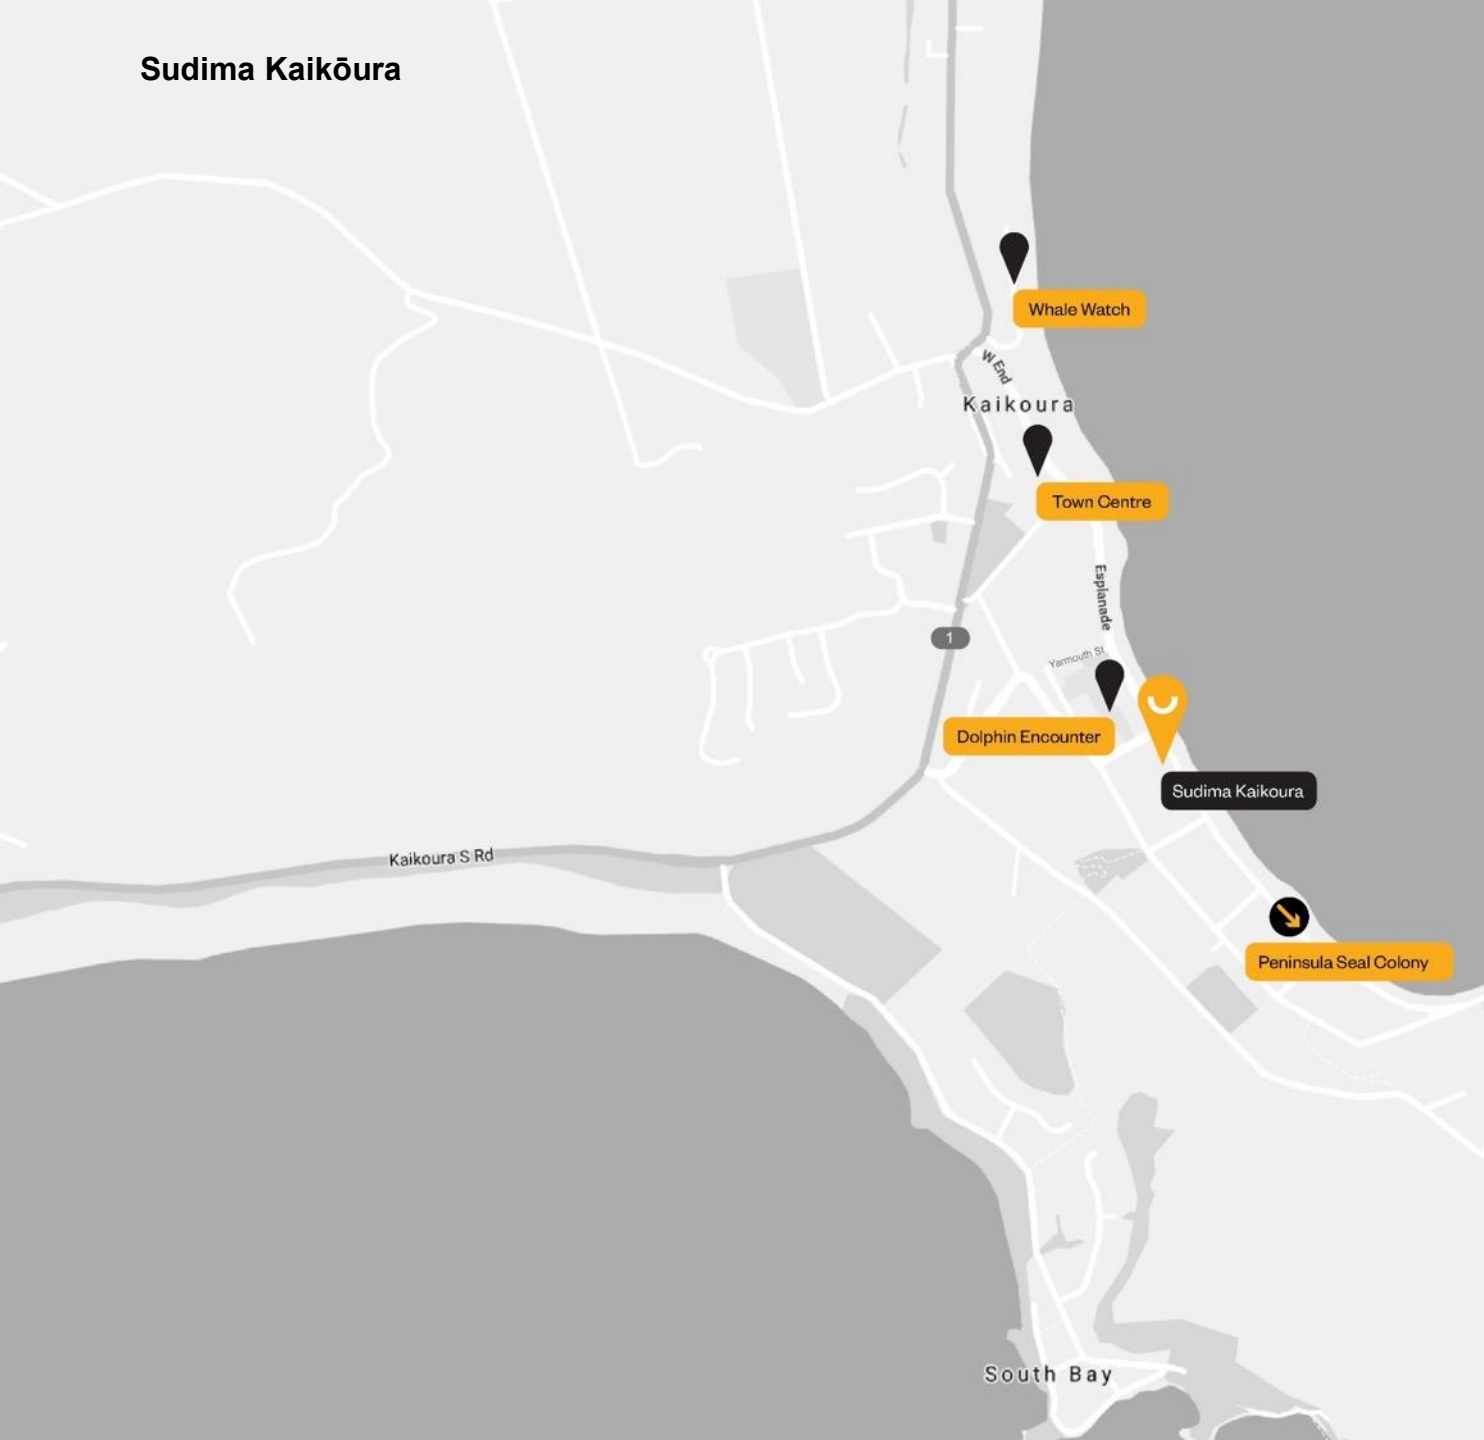 Sudima Kaikōura
Whale Watch
W End
Kaikoura
Town Centre
Esplanade
1
Yarmouth St
Dolphin Encounter
Sudima Kaikoura
Kaikoura S Rd
Peninsula Seal Colony
South Bay